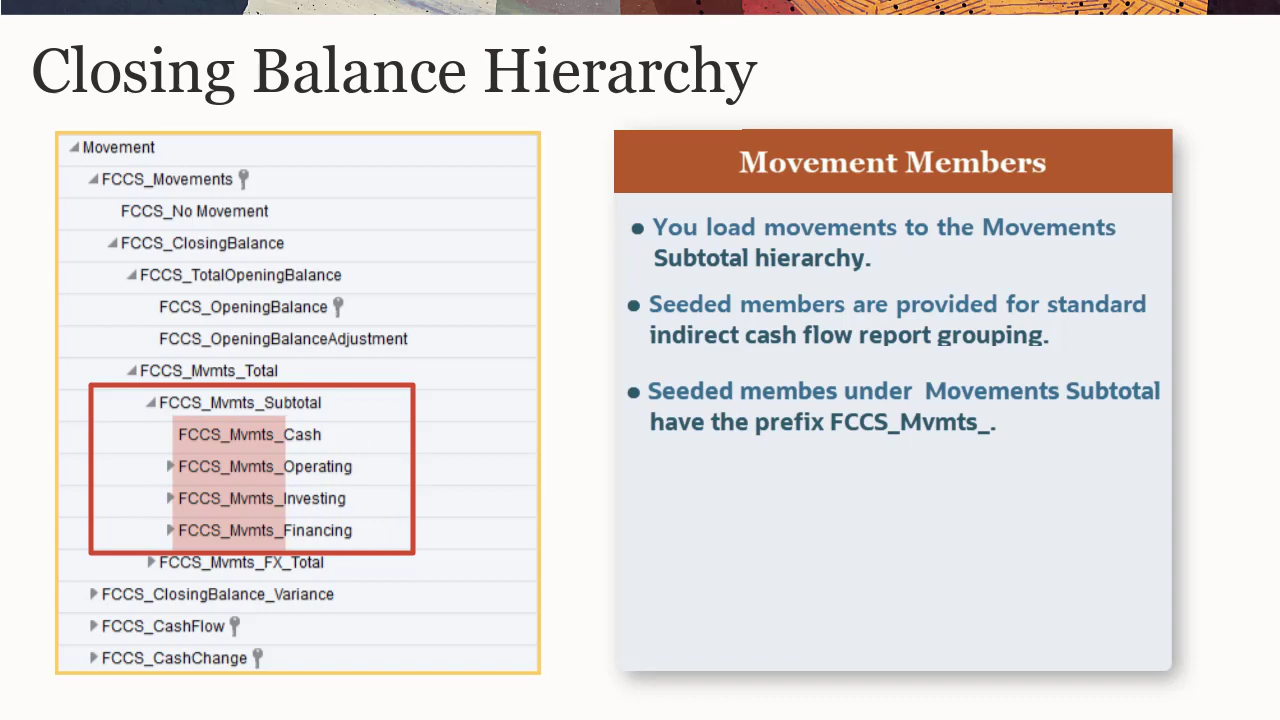 Closing Balance Hierarchy
Movement
FCCS_Movements
FCCS_No Movement
FCCS_ClosingBalance
FCCS_TotalOpeningBalance
FCCS_OpeningBalance
FCCS_OpeningBalanceAdjustment
FCCS_Mvmts_Total
FCCS_Mvmts_Subtotal
FCCS_Mvmts_Cash
FCCS_Mvmts_Operating
FCCS_Mvmts_Investing
FCCS_Mvmts_Financing
FCCS_Mvmts_FX_Total
FCCS_ClosingBalance_Variance
FCCS_CashFlow
FCCS_CashChange
Movement Members
• You load movements to the Movements
Subtotal hierarchy.
• Seeded members are provided for standard
indirect cash flow report grouping.
• Seeded membes under Movements Subtotal
have the prefix FCCS_Mvmts_.